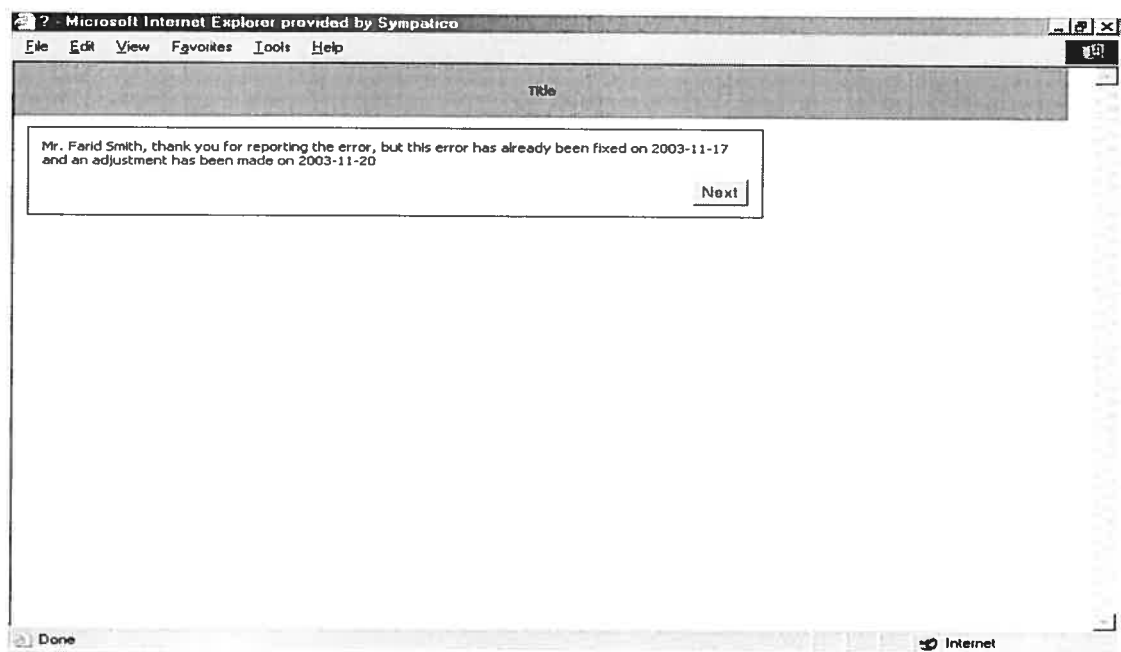 ? - Microsoft Internet Explorer provided by Sympatico
File Edit View Favorites Tools Help
Title
Mr. Farid Smith, thank you for reporting the error, but this error has already been fixed on 2003-11-17
and an adjustment has been made on 2003-11-20
Next
Done Internet